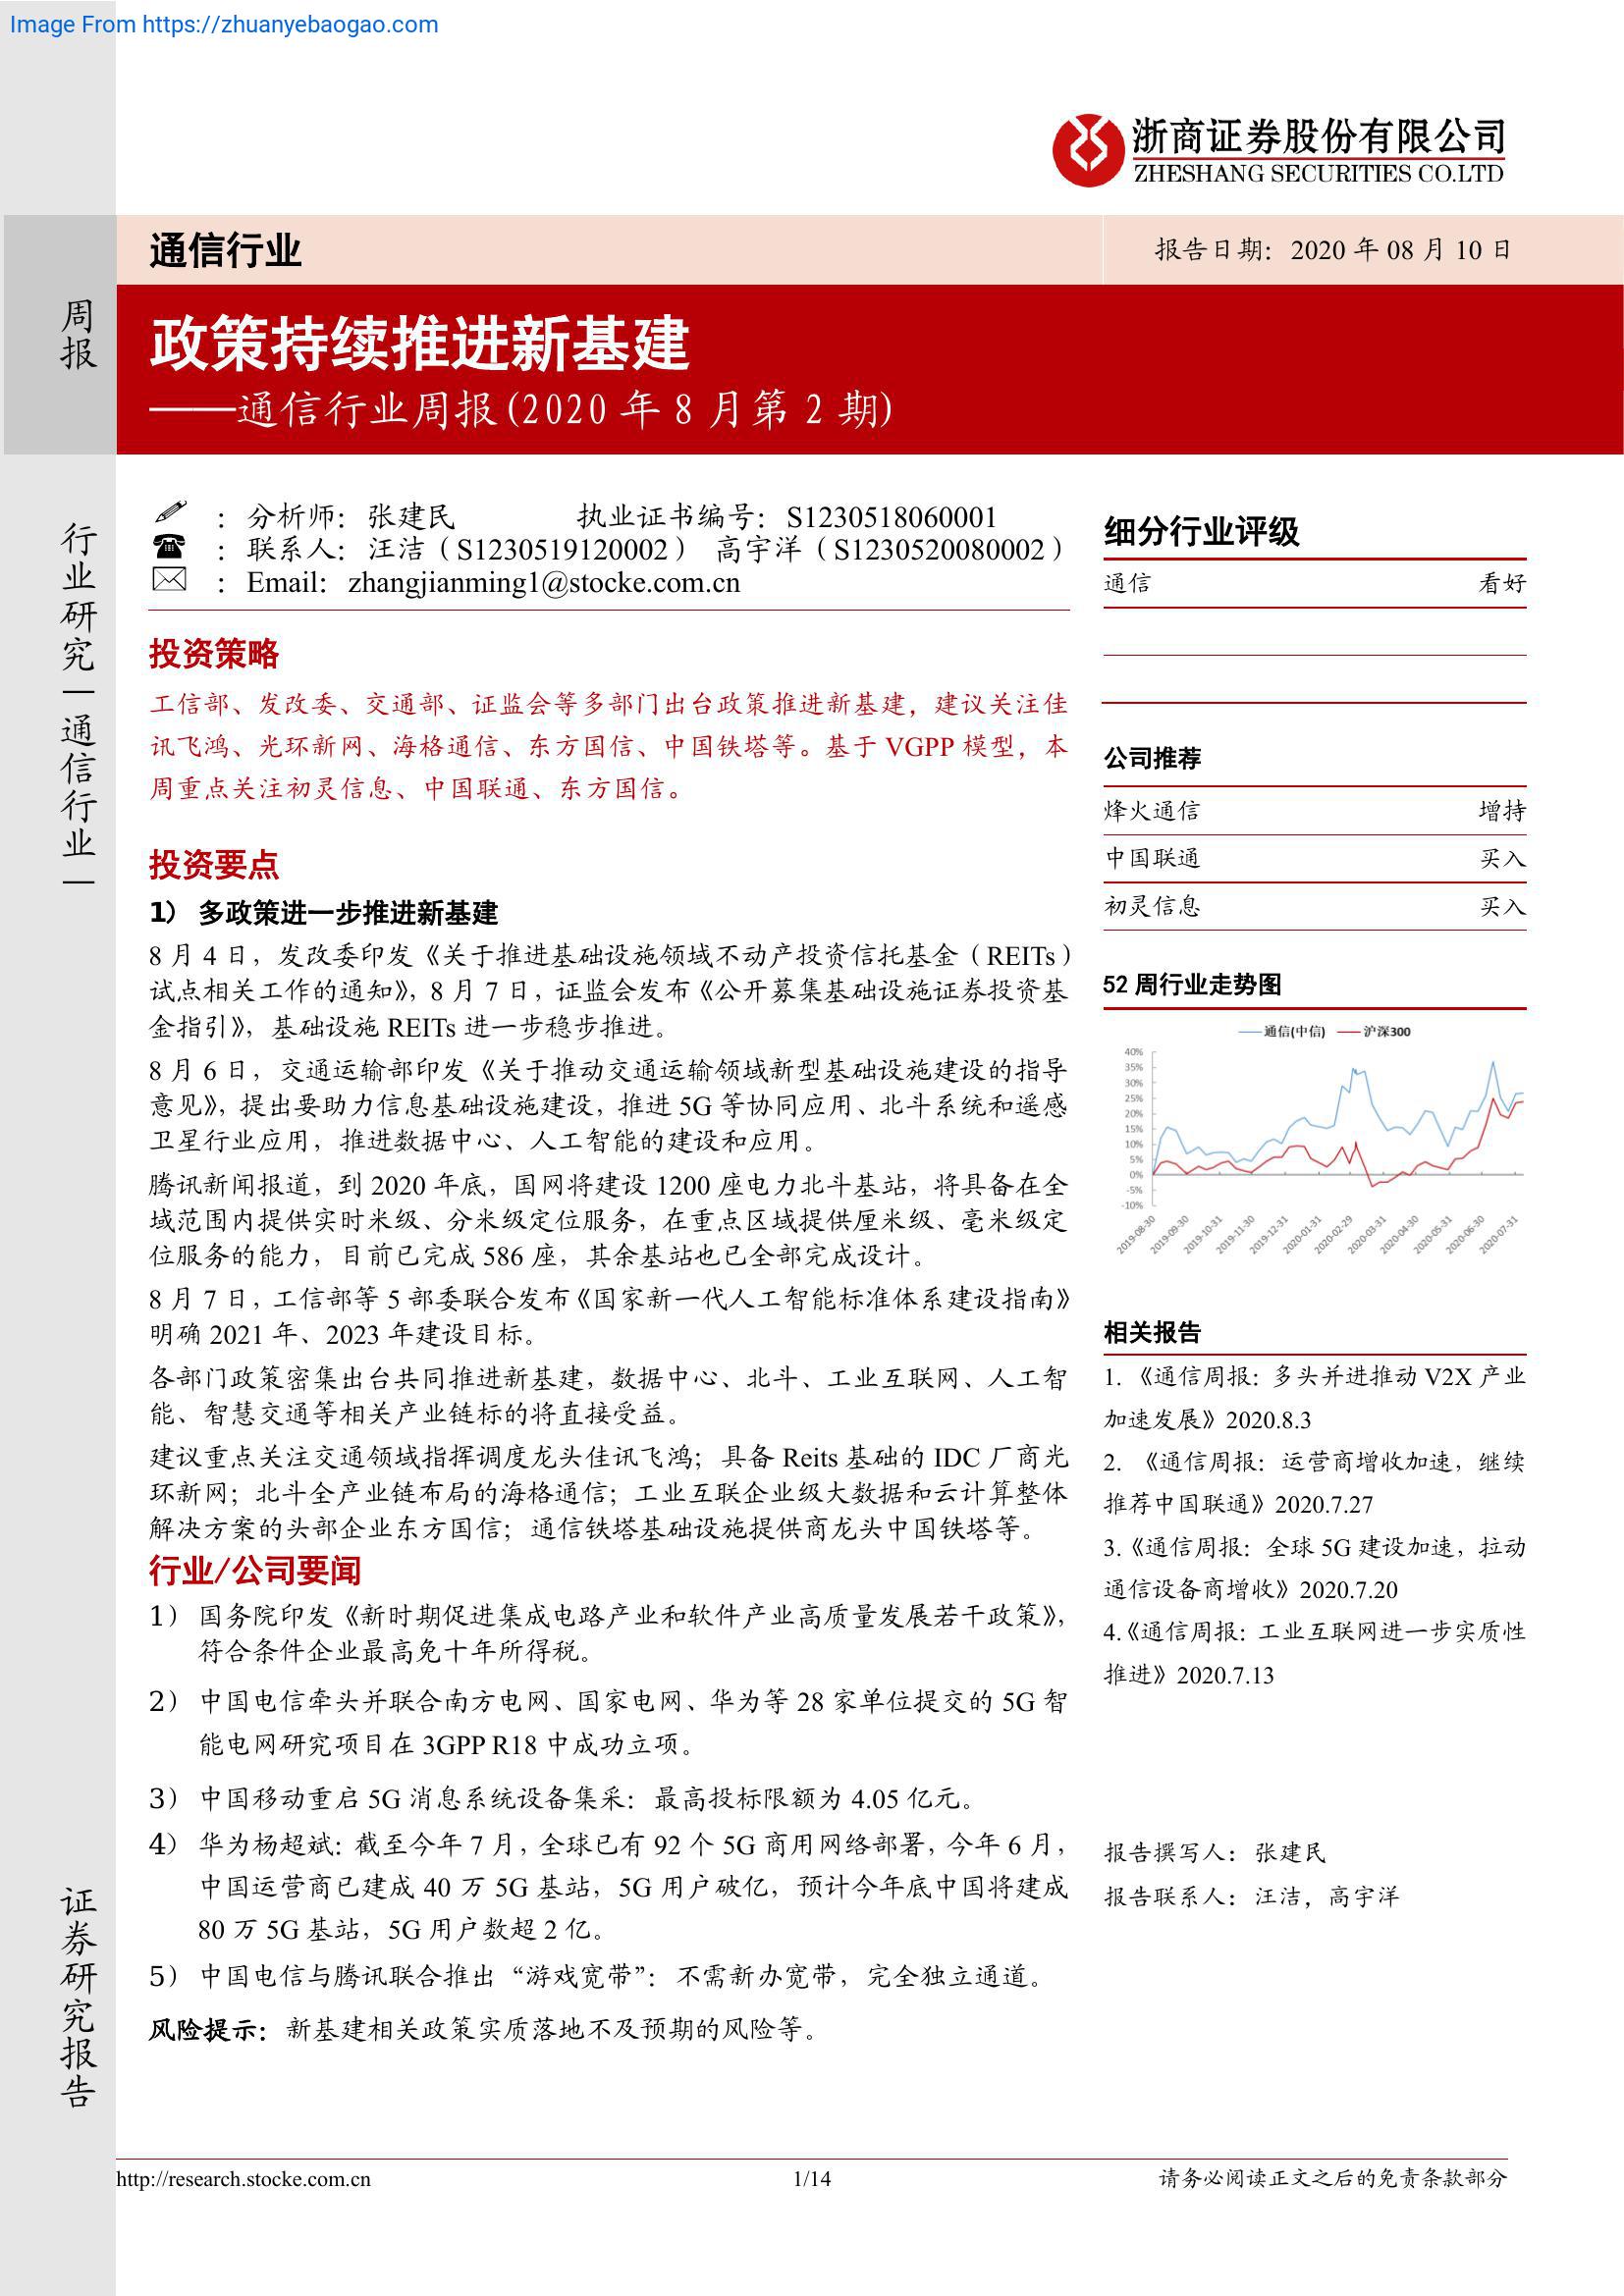 Image From https://zhuanyebaogao.com
浙商证券股份有限公司
ZHESHANG SECURITIES CO.LTD
周报
通信行业
报告日期：2020 年 08 月 10 日
政策持续推进新基建
——通信行业周报(2020 年 8 月第 2 期)
行业研究｜通信行业｜
：分析师：张建民 执业证书编号：S1230518060001
：联系人：汪洁（S1230519120002） 高宇洋（S1230520080002）
：Email：zhangjianming1@stocke.com.cn
投资策略
工信部、发改委、交通部、证监会等多部门出台政策推进新基建，建议关注佳
讯飞鸿、光环新网、海格通信、东方国信、中国铁塔等。基于 VGPP 模型，本
周重点关注初灵信息、中国联通、东方国信。
投资要点
1） 多政策进一步推进新基建
8 月 4 日，发改委印发《关于推进基础设施领域不动产投资信托基金（REITs）
试点相关工作的通知》，8 月 7 日，证监会发布《公开募集基础设施证券投资基
金指引》，基础设施 REITs 进一步稳步推进。
8 月 6 日，交通运输部印发《关于推动交通运输领域新型基础设施建设的指导
意见》，提出要助力信息基础设施建设，推进 5G 等协同应用、北斗系统和遥感
卫星行业应用，推进数据中心、人工智能的建设和应用。
腾讯新闻报道，到 2020 年底，国网将建设 1200 座电力北斗基站，将具备在全
域范围内提供实时米级、分米级定位服务，在重点区域提供厘米级、毫米级定
位服务的能力，目前已完成 586 座，其余基站也已全部完成设计。
8 月 7 日，工信部等 5 部委联合发布《国家新一代人工智能标准体系建设指南》
明确 2021 年、2023 年建设目标。
各部门政策密集出台共同推进新基建，数据中心、北斗、工业互联网、人工智
能、智慧交通等相关产业链标的将直接受益。
建议重点关注交通领域指挥调度龙头佳讯飞鸿；具备 Reits 基础的 IDC 厂商光
环新网；北斗全产业链布局的海格通信；工业互联企业级大数据和云计算整体
解决方案的头部企业东方国信；通信铁塔基础设施提供商龙头中国铁塔等。
行业/公司要闻
1） 国务院印发《新时期促进集成电路产业和软件产业高质量发展若干政策》，
符合条件企业最高免十年所得税。
2） 中国电信牵头并联合南方电网、国家电网、华为等 28 家单位提交的 5G 智
能电网研究项目在 3GPP R18 中成功立项。
3） 中国移动重启 5G 消息系统设备集采：最高投标限额为 4.05 亿元。
4） 华为杨超斌：截至今年 7 月，全球已有 92 个 5G 商用网络部署，今年 6 月，
中国运营商已建成 40 万 5G 基站，5G 用户破亿，预计今年底中国将建成
80 万 5G 基站，5G 用户数超 2 亿。
5） 中国电信与腾讯联合推出“游戏宽带”：不需新办宽带，完全独立通道。
风险提示：新基建相关政策实质落地不及预期的风险等。
细分行业评级
通信 看好
公司推荐
烽火通信 增持
中国联通 买入
初灵信息 买入
52 周行业走势图
通信(中信) 沪深300
40%
35%
30%
25%
20%
15%
10%
5%
0%
-5%
-10%
2019-08-30 2019-09-30 2019-10-31 2019-11-30 2019-12-31 2020-01-31 2020-02-29 2020-03-31 2020-04-30 2020-05-31 2020-06-30 2020-07-31
相关报告
1. 《通信周报：多头并进推动 V2X 产业
加速发展》2020.8.3
2. 《通信周报：运营商增收加速，继续
推荐中国联通》2020.7.27
3.《通信周报：全球 5G 建设加速，拉动
通信设备商增收》2020.7.20
4.《通信周报：工业互联网进一步实质性
推进》2020.7.13
报告撰写人：张建民
报告联系人：汪洁，高宇洋
证券研究报告
http://research.stocke.com.cn
1/14
请务必阅读正文之后的免责条款部分